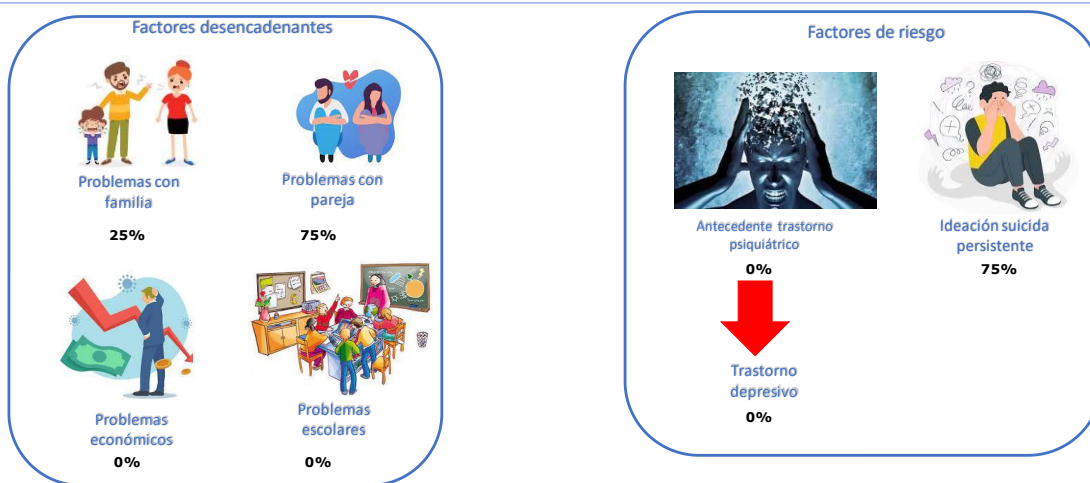 Factores desencadenantes
Problemas con
familia
25%
Problemas con
pareja
75%
Problemas
económicos
0%
Problemas
escolares
0%
Factores de riesgo
Antecedente trastorno
psiquiátrico
0%
Ideación suicida
persistente
75%
Trastorno
depresivo
0%